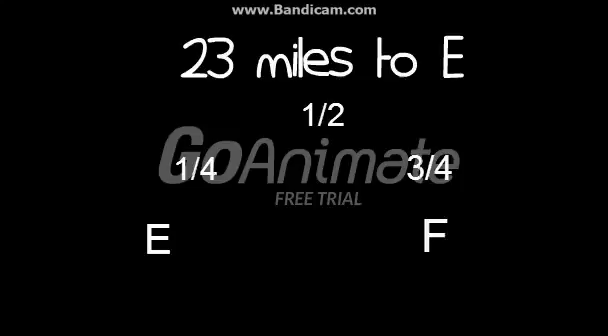 www.Bandicam.com
23 miles to E
1/2
GoAnimate
1/4 3/4
FREE TRIAL
E F